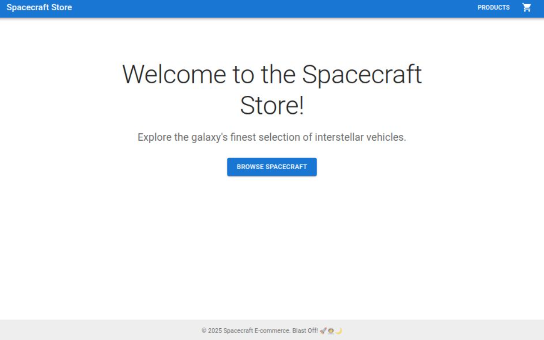 Spacecraft Store
PRODUCTS
Welcome to the Spacecraft
Store!
Explore the galaxy's finest selection of interstellar vehicles.
BROWSE SPACECRAFT
© 2025 Spacecraft E-commerce. Blast Off! 🚀🧑‍🚀🌙